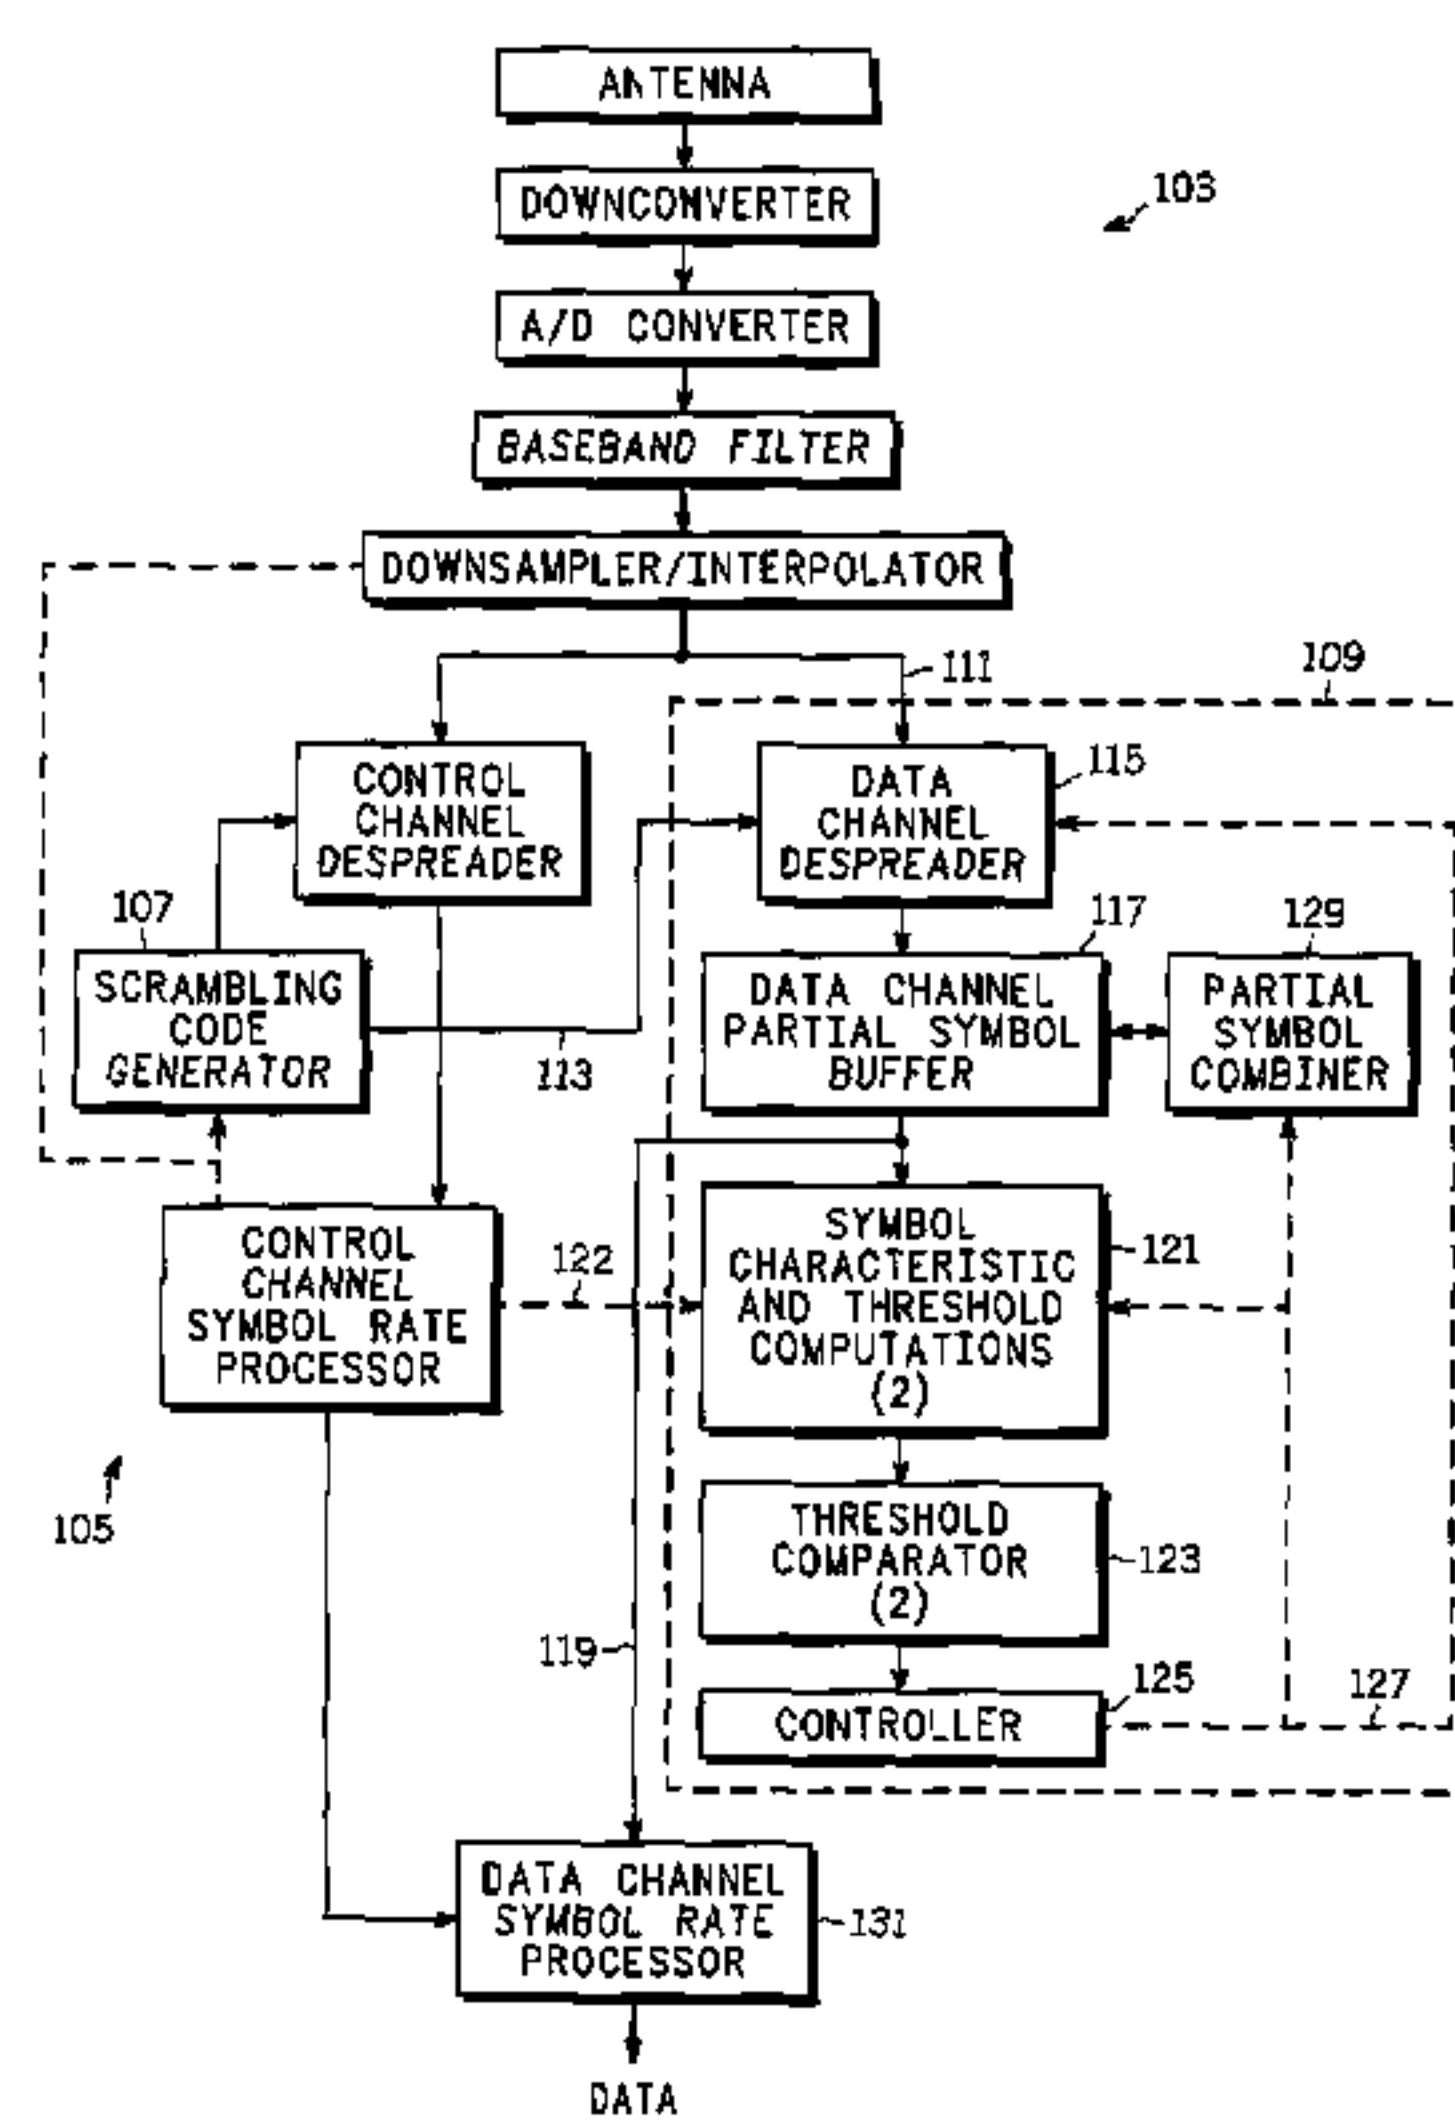 ANTENNA
DOWNCONVERTER
103
A/D CONVERTER
BASEBAND FILTER
DOWNSAMPLER/INTERPOLATOR
111
109
CONTROL
CHANNEL
DESPREADER
DATA
CHANNEL
DESPREADER
115
107
SCRAMBLING
CODE
GENERATOR
113
117
DATA CHANNEL
PARTIAL SYMBOL
BUFFER
129
PARTIAL
SYMBOL
COMBINER
CONTROL
CHANNEL
SYMBOL RATE
PROCESSOR
122
SYMBOL
CHARACTERISTIC
AND THRESHOLD
COMPUTATIONS
(2)
121
105
THRESHOLD
COMPARATOR
(2)
123
119
CONTROLLER
125
127
DATA CHANNEL
SYMBOL RATE
PROCESSOR
131
DATA